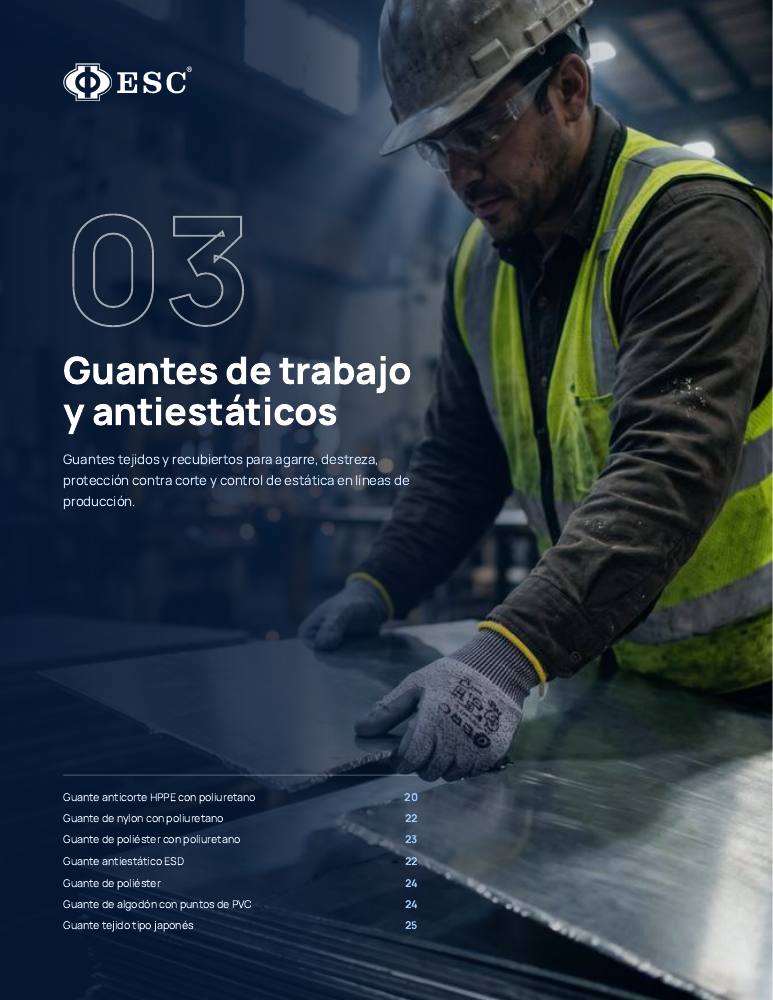 ESC®
03
Guantes de trabajo
y antiestáticos
Guantes tejidos y recubiertos para agarre, destreza,
protección contra corte y control de estática en líneas de
producción.
Guante anticorte HPPE con poliuretano 20
Guante de nylon con poliuretano 22
Guante de poliéster con poliuretano 23
Guante antiestático ESD 22
Guante de poliéster 24
Guante de algodón con puntos de PVC 24
Guante tejido tipo japonés 25